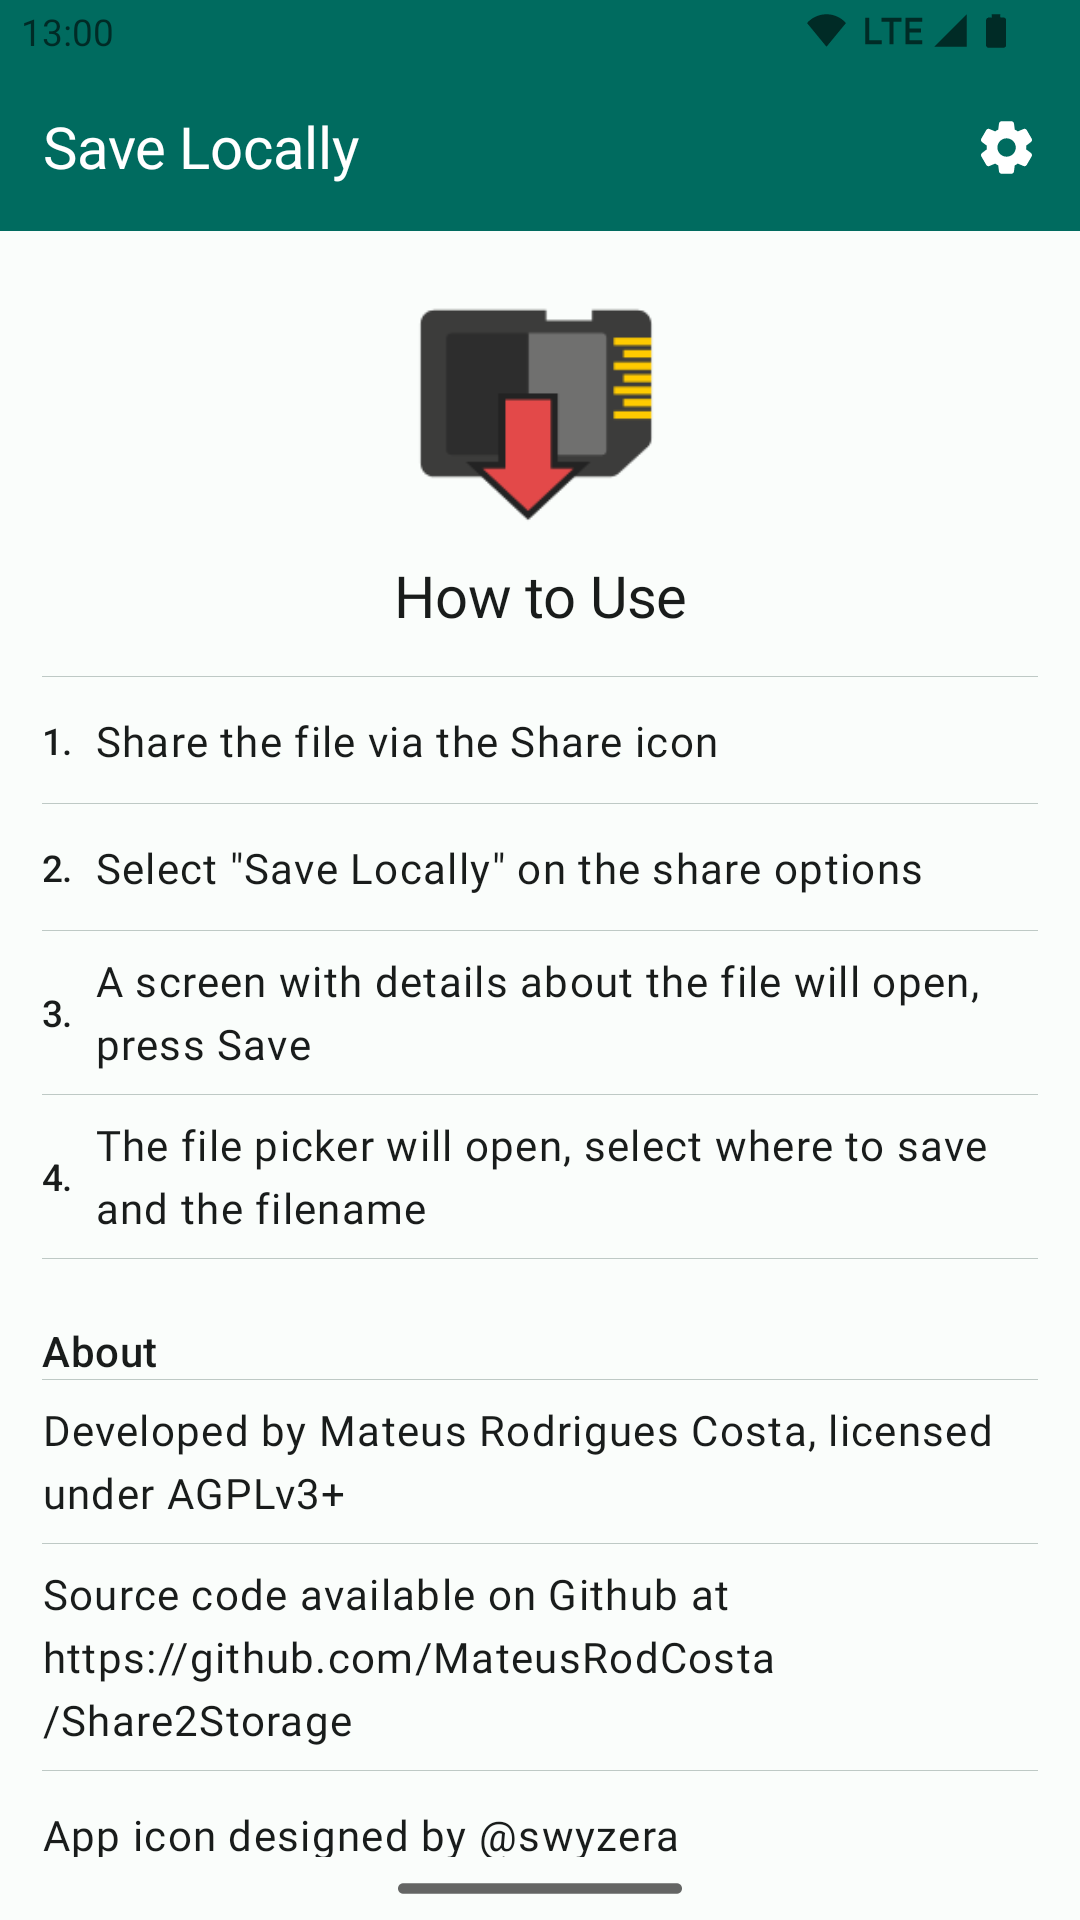 13:00
LTE
Save Locally
How to Use
1. Share the file via the Share icon
2. Select "Save Locally" on the share options
3. A screen with details about the file will open,
press Save
4. The file picker will open, select where to save
and the filename
About
Developed by Mateus Rodrigues Costa, licensed
under AGPLv3+
Source code available on Github at
https://github.com/MateusRodCosta
/Share2Storage
App icon designed by @swyzera